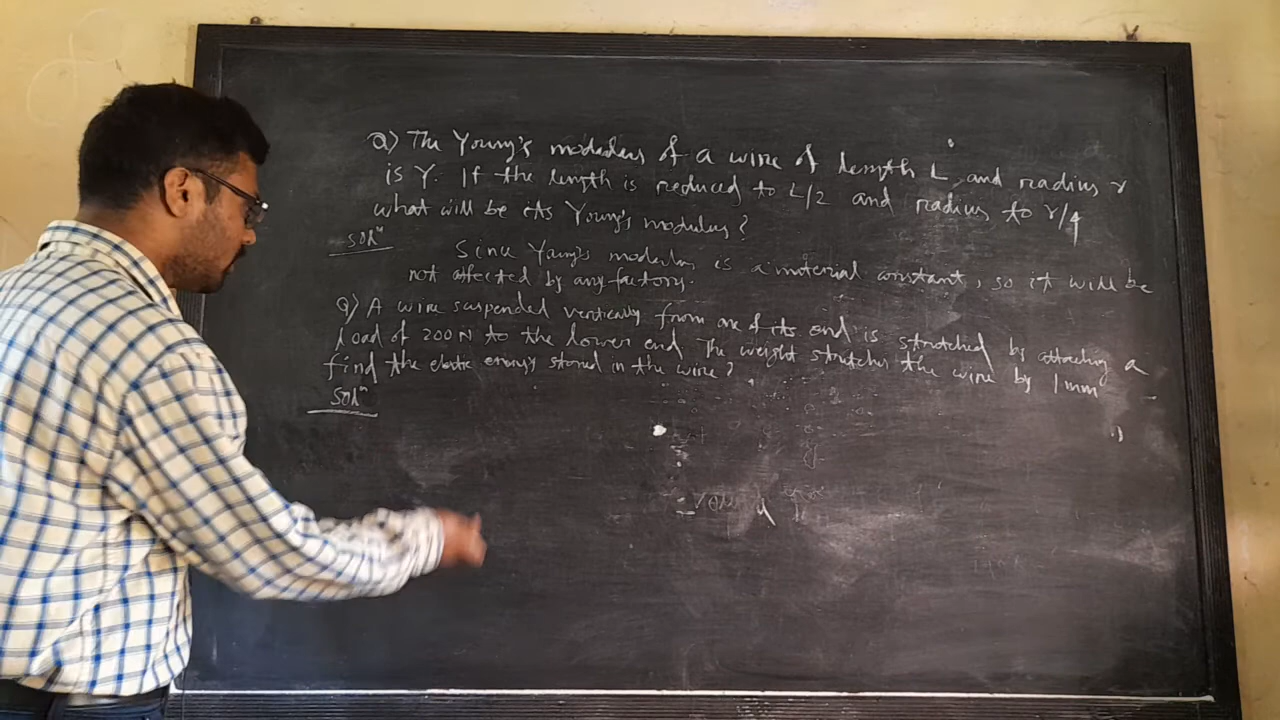 Q) The Young's modulus of a wire of length L and radius r
is Y. If the length is reduced to L/2 and radius to r/4
what will be its Young's modulus?
Solⁿ
Since Young's modulus is a material constant, so it will be
not affected by any factors.
Q) A wire suspended vertically from one of its end is stretched by attaching a
load of 200N to the lower end The weight stretches the wire by 1mm
find the elastic energy stored in the wire?
Solⁿ